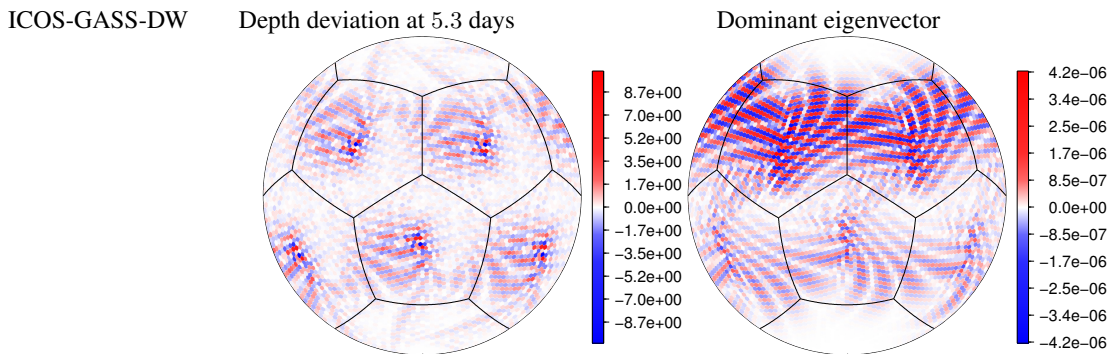 ICOS-GASS-DW Depth deviation at 5.3 days Dominant eigenvector
8.7e+00
7.0e+00
5.2e+00
3.5e+00
1.7e+00
0.0e+00
−1.7e+00
−3.5e+00
−5.2e+00
−7.0e+00
−8.7e+00
4.2e−06
3.4e−06
2.5e−06
1.7e−06
8.5e−07
0.0e+00
−8.5e−07
−1.7e−06
−2.5e−06
−3.4e−06
−4.2e−06